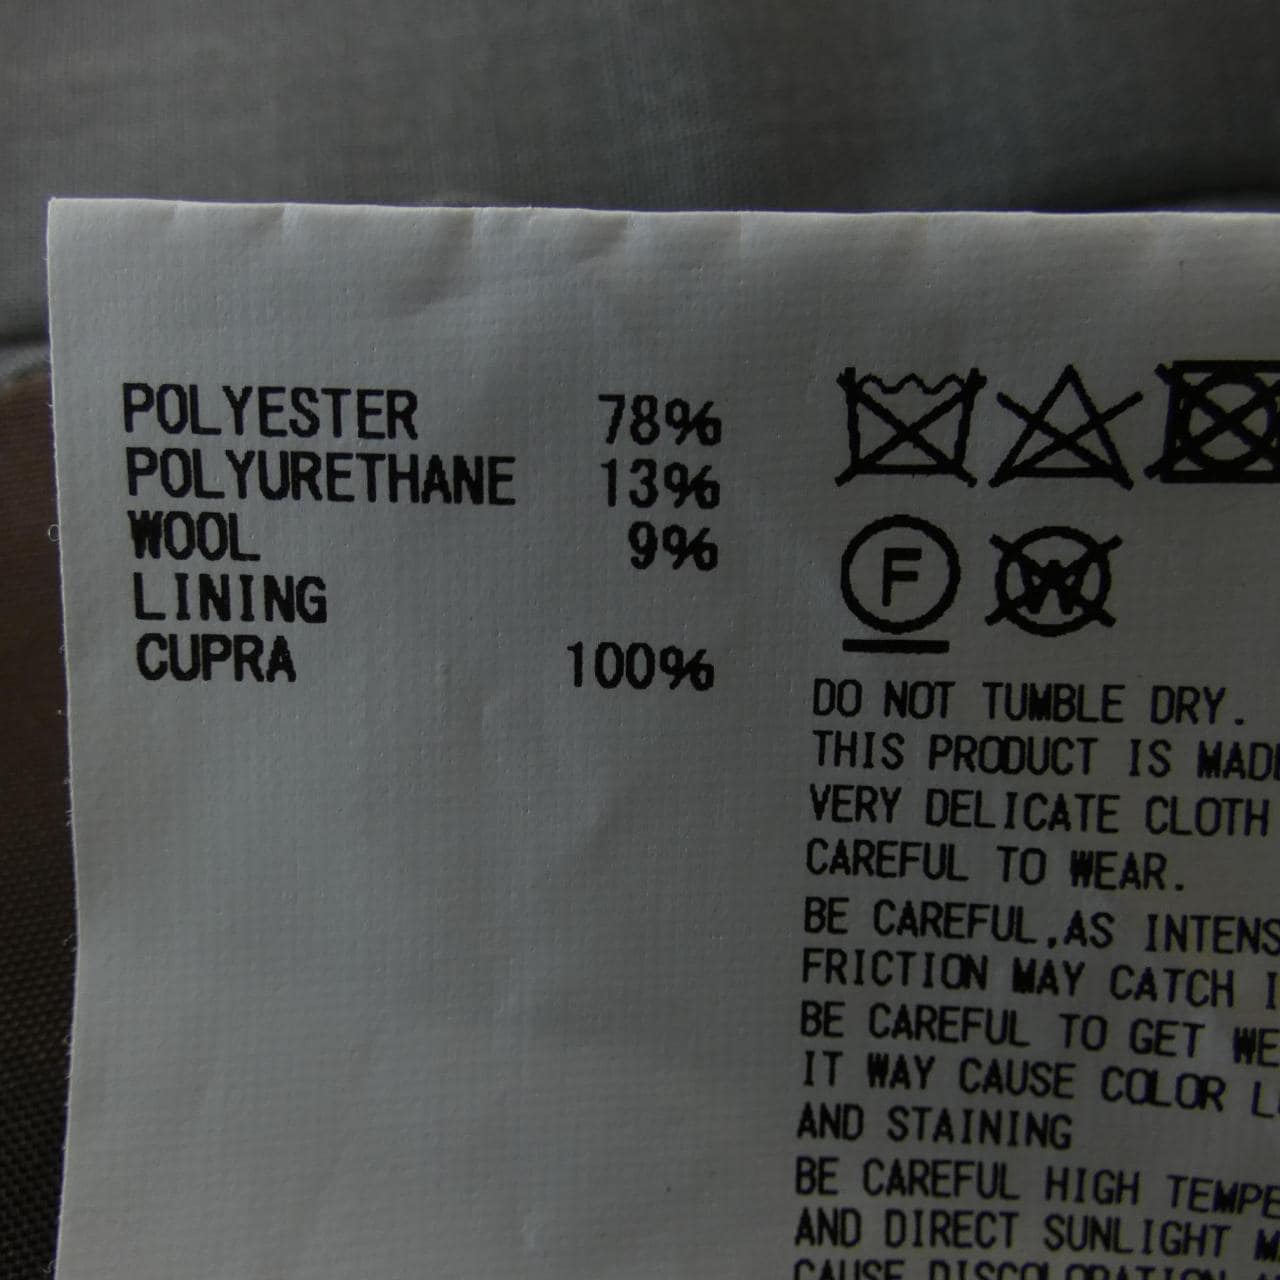 POLYESTER 78%
POLYURETHANE 13%
WOOL 9%
LINING
CUPRA 100%
F
W
DO NOT TUMBLE DRY.
THIS PRODUCT IS
VERY DELICATE CLOTH
CAREFUL TO WEAR.
BE CAREFUL,AS
FRICTION MAY CATCH
BE CAREFUL TO GET
IT WAY CAUSE COLOR
AND STAINING
BE CAREFUL HIGH
AND DIRECT SUNLIGHT
CAUSE